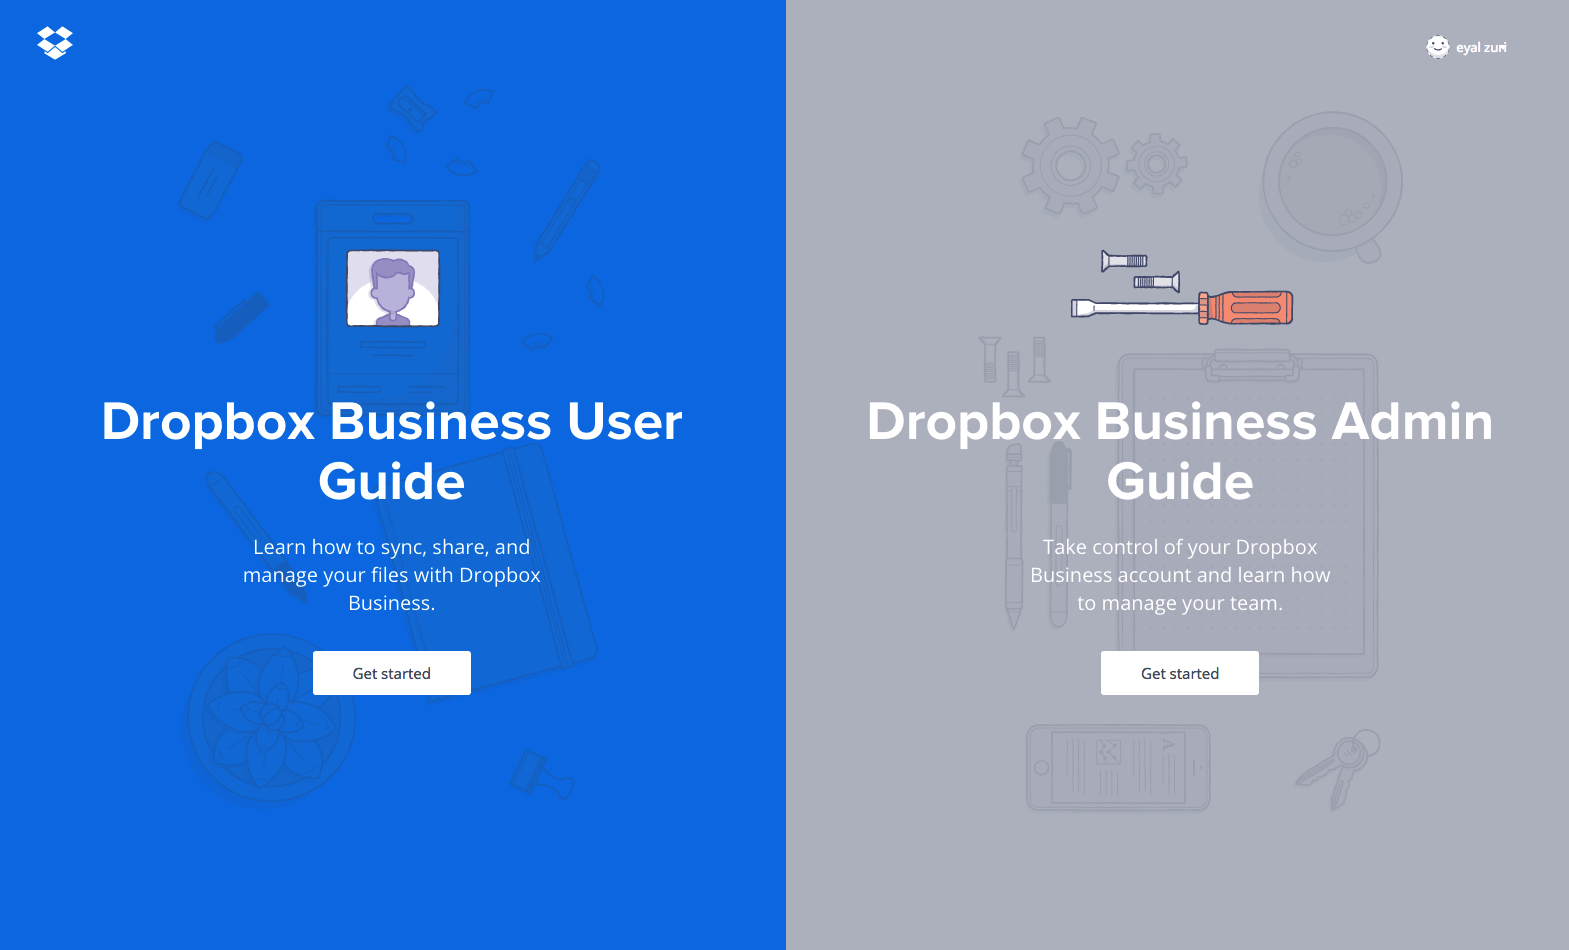 eyal zuri
Dropbox Business User
Guide
Learn how to sync, share, and
manage your files with Dropbox
Business.
Get started
Dropbox Business Admin
Guide
Take control of your Dropbox
Business account and learn how
to manage your team.
Get started